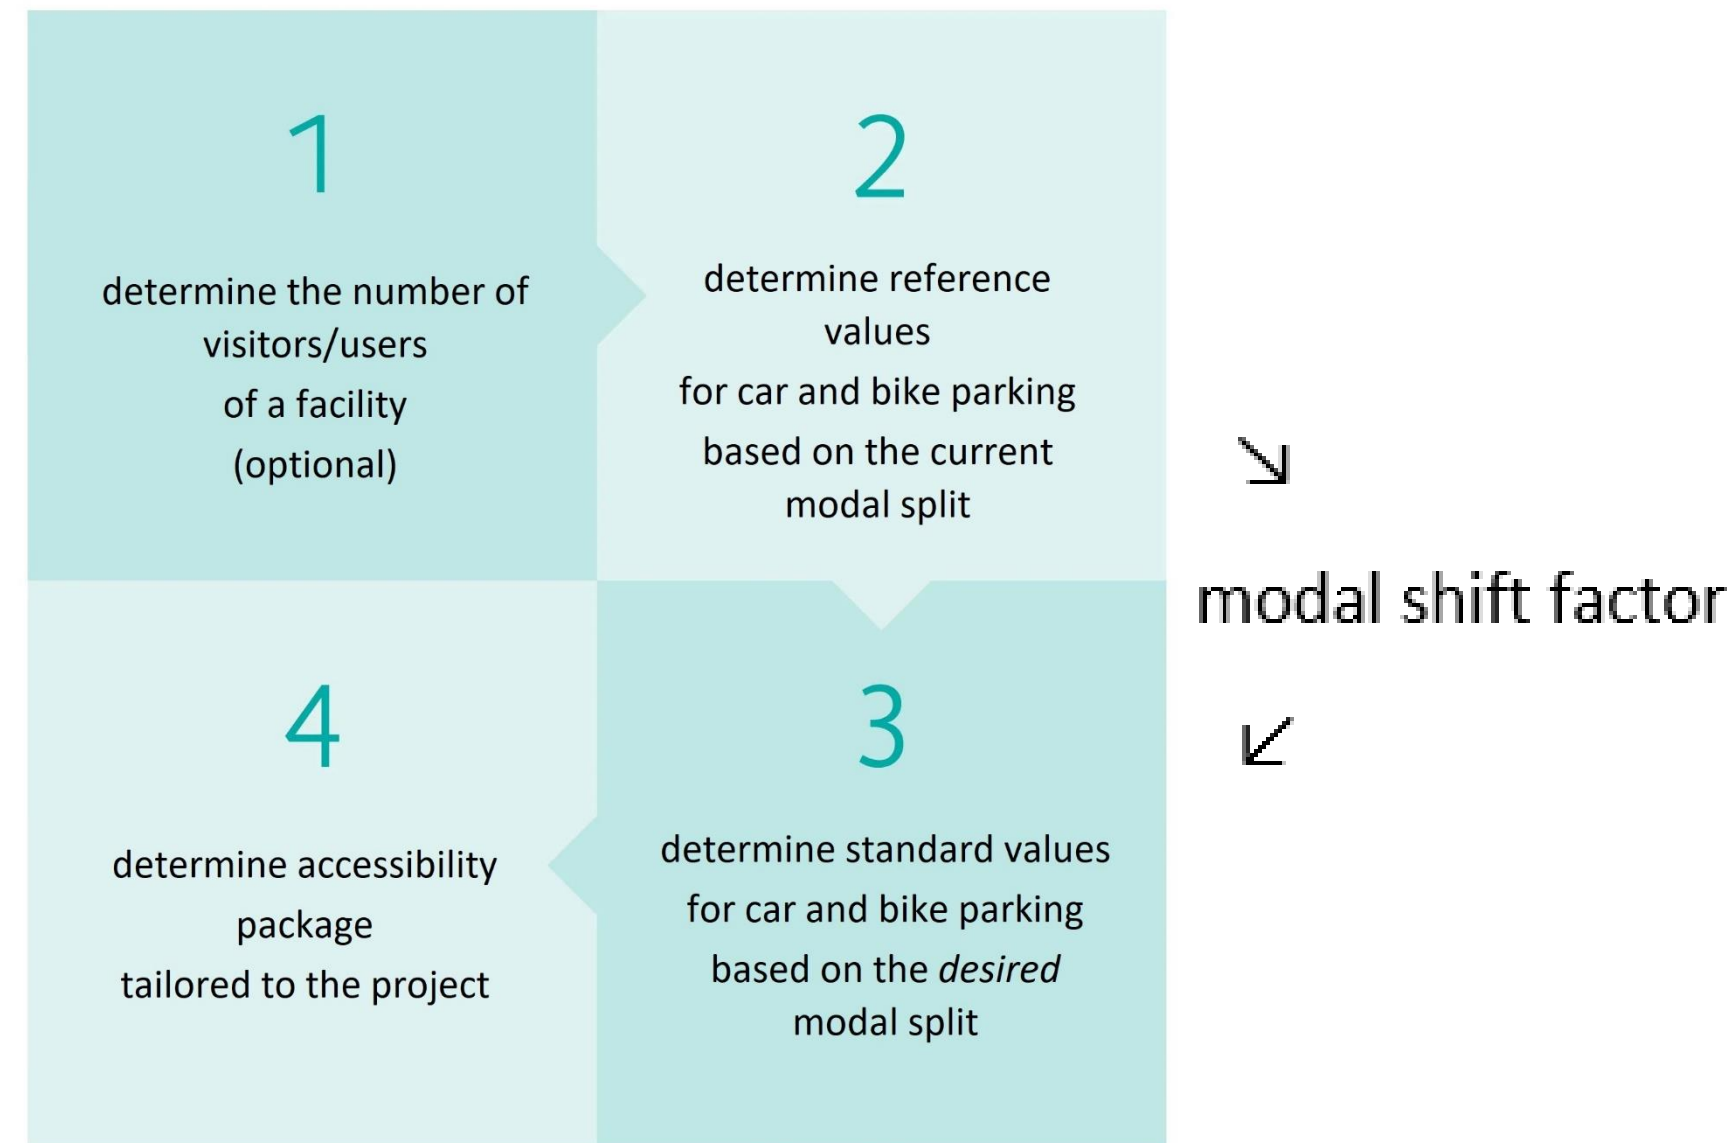 1
determine the number of
visitors/users
of a facility
(optional)
2
determine reference
values
for car and bike parking
based on the current
modal split
↘
modal shift factor
↙
3
determine standard values
for car and bike parking
based on the desired
modal split
4
determine accessibility
package
tailored to the project